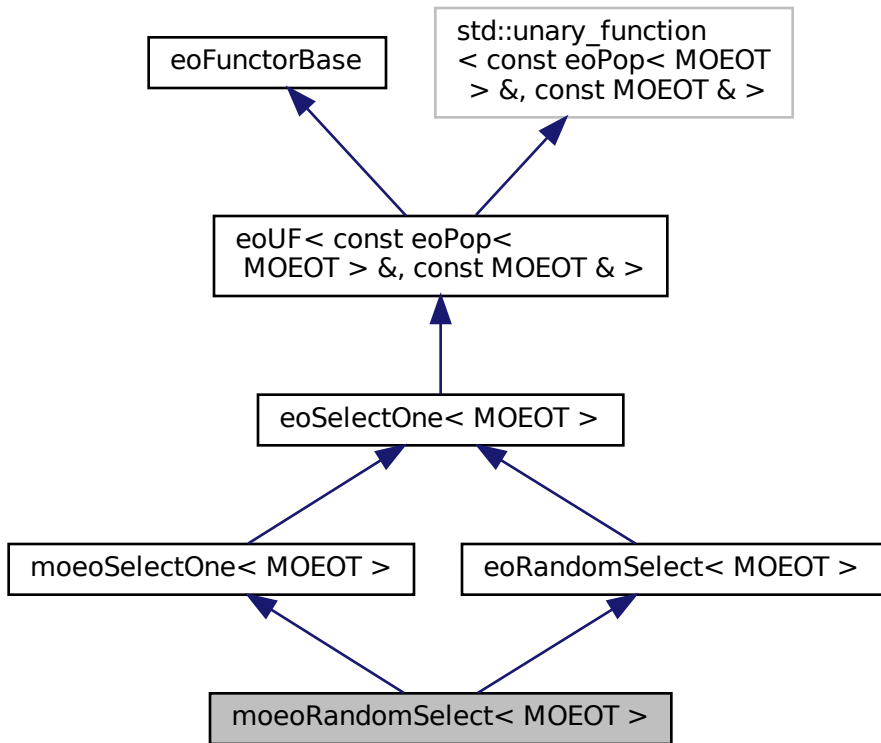 eoFunctorBase
std::unary_function
< const eoPop< MOEOT
> &, const MOEOT & >
eoUF< const eoPop<
MOEOT > &, const MOEOT & >
eoSelectOne< MOEOT >
moeoSelectOne< MOEOT >
eoRandomSelect< MOEOT >
moeoRandomSelect< MOEOT >